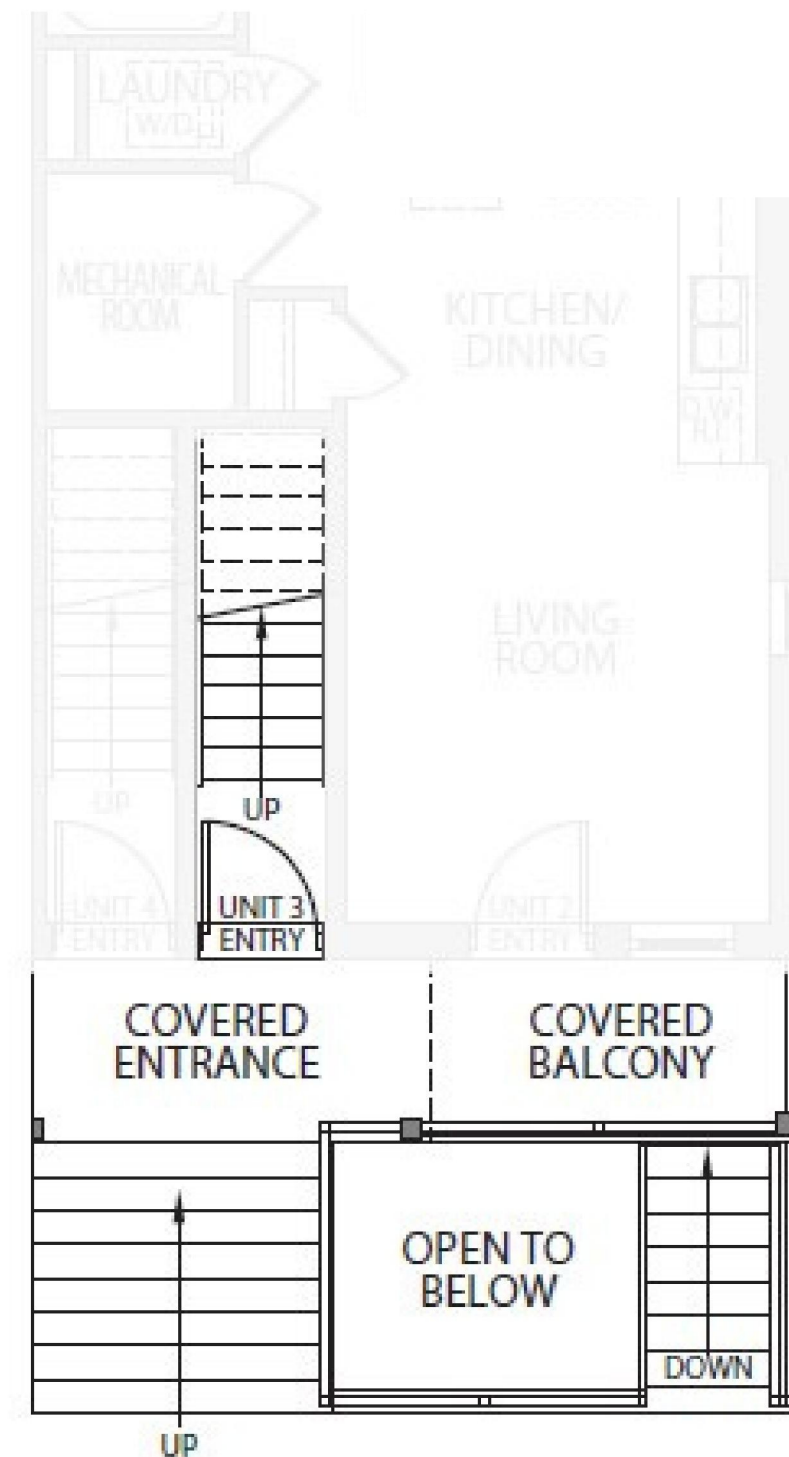 LAUNDRY
W/D
MECHANICAL
ROOM
KITCHEN/
DINING
D.W.
R.I.
LIVING
ROOM
UP
UP
UNIT 4
ENTRY
UNIT 3
ENTRY
UNIT 2
ENTRY
COVERED
ENTRANCE
COVERED
BALCONY
OPEN TO
BELOW
DOWN
UP